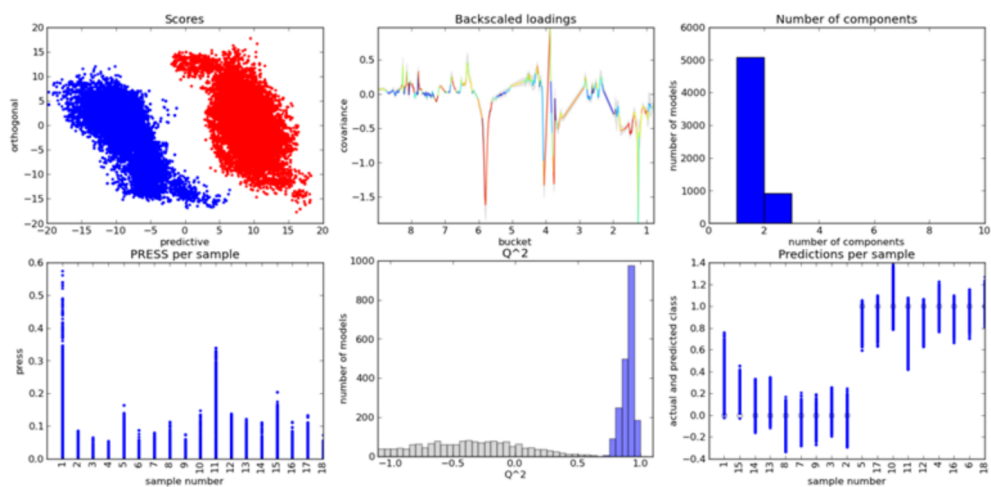 Scores
20
15
10
5
0
−5
−10
−15
−20
orthogonal
−20 −15 −10 −5 0 5 10 15 20
predictive
Backscaled loadings
0.5
0.0
−0.5
−1.0
−1.5
covariance
8 7 6 5 4 3 2 1
bucket
Number of components
6000
5000
4000
3000
2000
1000
0
number of models
0 2 4 6 8 10
number of components
PRESS per sample
0.6
0.5
0.4
0.3
0.2
0.1
0.0
press
1 2 3 4 5 6 7 8 9 10 11 12 13 14 15 16 17 18
sample number
Q^2
1000
800
600
400
200
0
number of models
−1.0 −0.5 0.0 0.5 1.0
Q^2
Predictions per sample
1.4
1.2
1.0
0.8
0.6
0.4
0.2
0.0
−0.2
−0.4
actual and predicted class
1 15 14 13 8 7 9 3 2 5 17 10 11 12 4 16 6 18
sample number